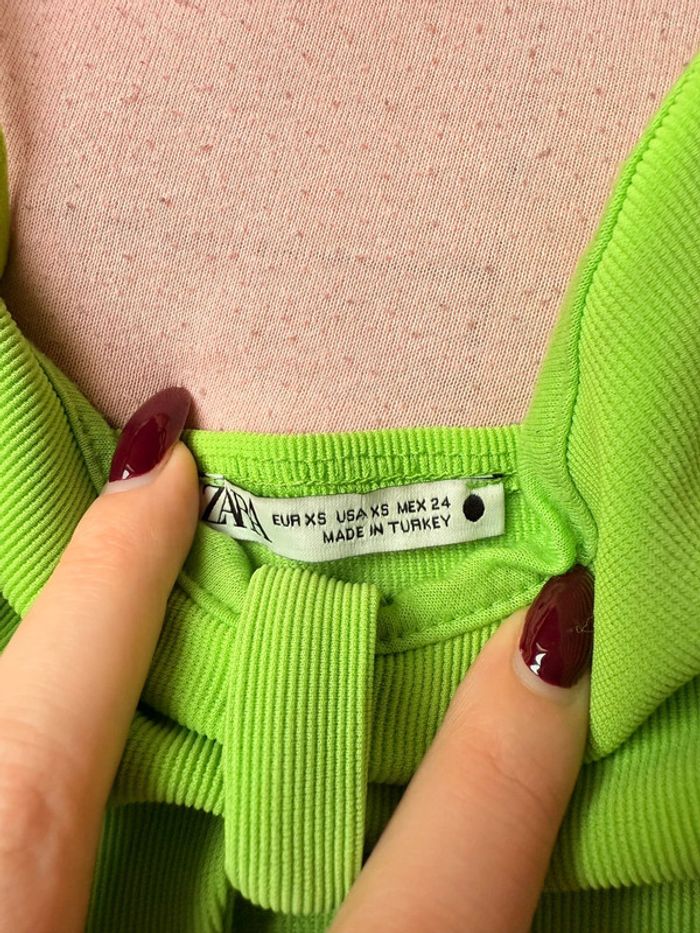 ZARA EUR XS USA XS MEX 24
MADE IN TURKEY